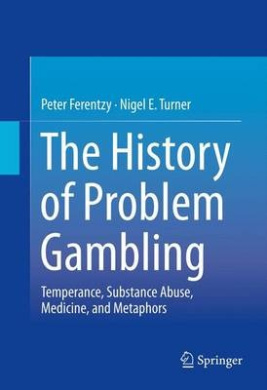 Peter Ferentzy · Nigel E. Turner
The History
of Problem
Gambling
Temperance, Substance Abuse,
Medicine, and Metaphors
Springer